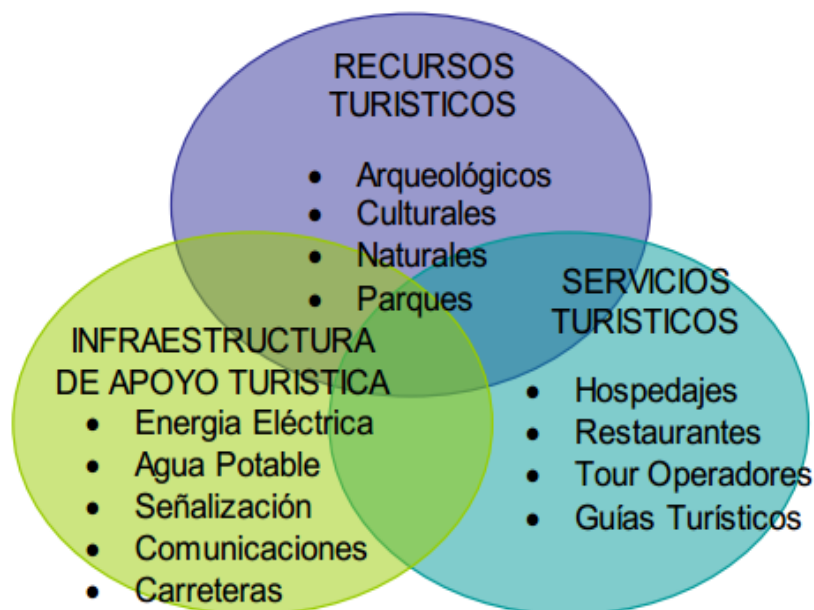 RECURSOS
TURISTICOS
• Arqueológicos
• Culturales
• Naturales
• Parques
INFRAESTRUCTURA
DE APOYO TURISTICA
• Energia Eléctrica
• Agua Potable
• Señalización
• Comunicaciones
• Carreteras
SERVICIOS
TURISTICOS
• Hospedajes
• Restaurantes
• Tour Operadores
• Guías Turísticos